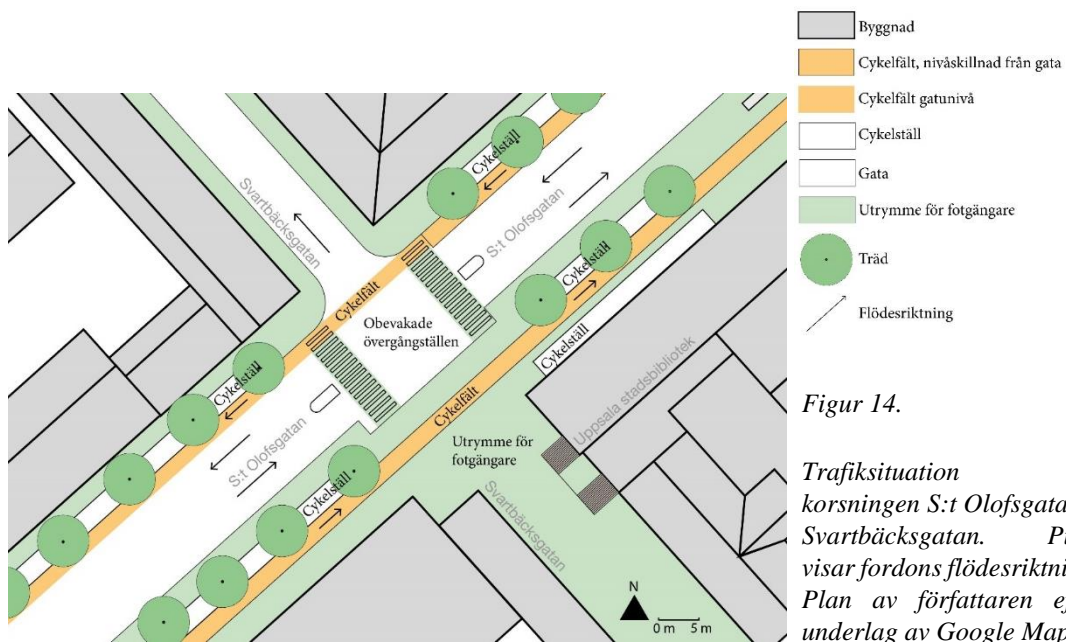 Byggnad
Cykelfält, nivåskillnad från gata
Cykelfält gatunivå
Cykelställ
Gata
Utrymme för fotgängare
Träd
Flödesriktning
Cykelställ
Svartbäcksgatan
S:t Olofsgatan
Cykelställ
Cykelfält
Obevakade
övergångställen
Cykelställ
Cykelställ
Uppsala stadsbibliotek
Cykelfält
S:t Olofsgatan
Utrymme för
fotgängare
Cykelställ
Svartbäcksgatan
N
0 m 5 m
Figur 14.
Trafiksituation
korsningen S:t Olofsgata
Svartbäcksgatan.
visar fordons flödesriktni
Plan av författaren
underlag av Google Map